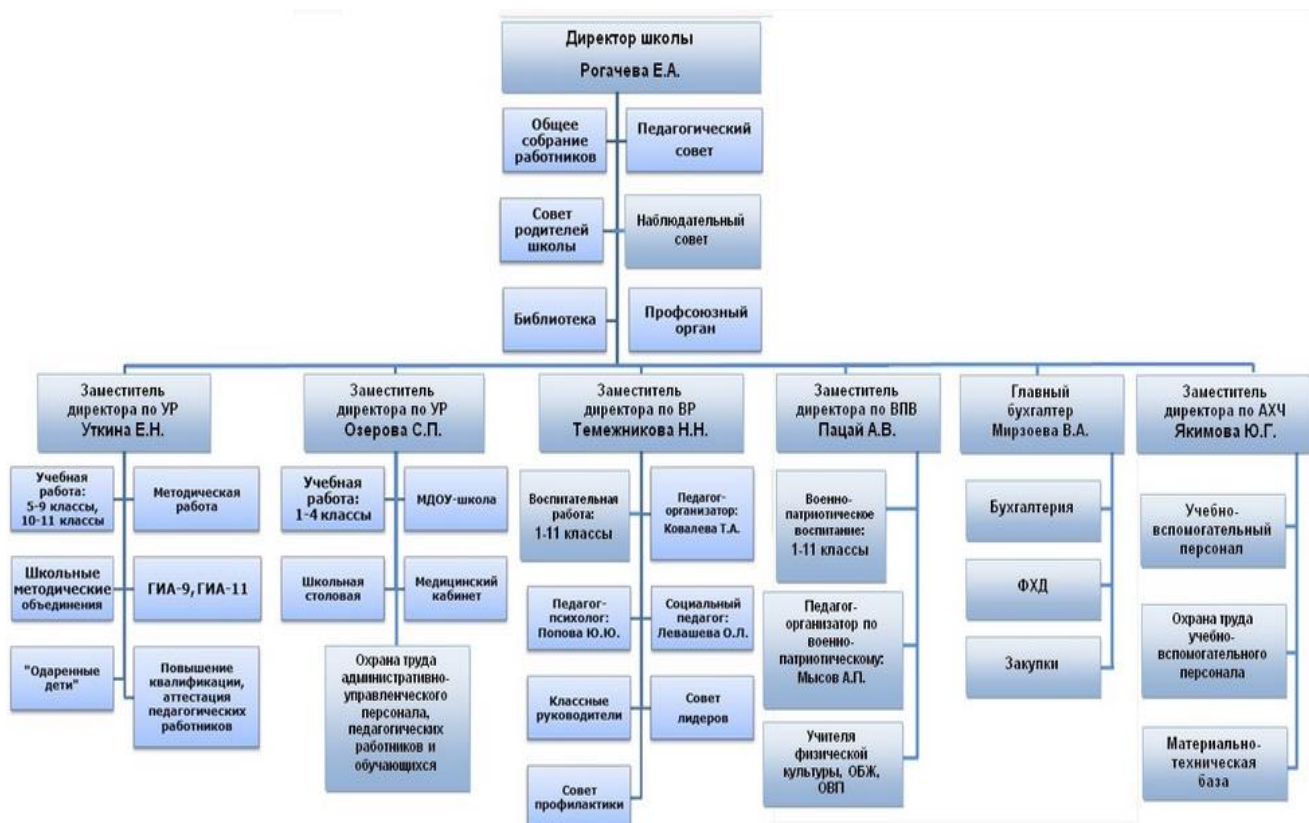 Директор школы
Рогачева Е.А.
Общее
собрание
работников
Педагогический
совет
Совет
родителей
школы
Наблюдательный
совет
Библиотека
Профсоюзный
орган
Заместитель
директора по УР
Уткина Е.Н.
Заместитель
директора по УР
Озерова С.П.
Заместитель
директора по ВР
Темежникова Н.Н.
Заместитель
директора по ВПВ
Пацай А.В.
Главный
бухгалтер
Мирзоева В.А.
Заместитель
директора по АХЧ
Якимова Ю.Г.
Учебная
работа:
5-9 классы,
10-11 классы
Методическая
работа
Школьные
методические
объединения
ГИА-9, ГИА-11
"Одаренные
дети"
Повышение
квалификации,
аттестация
педагогических
работников
Учебная
работа:
1-4 классы
МДОУ-школа
Школьная
столовая
Медицинский
кабинет
Охрана труда
административно-
управленческого
персонала,
педагогических
работников и
обучающихся
Воспитательная
работа:
1-11 классы
Педагог-
организатор:
Ковалева Т.А.
Педагог-
психолог:
Попова Ю.Ю.
Социальный
педагог:
Левашева О.Л.
Классные
руководители
Совет
лидеров
Совет
профилактики
Военно-
патриотическое
воспитание:
1-11 классы
Педагог-
организатор по
военно-
патриотическому:
Мысов А.П.
Учителя
физической
культуры, ОБЖ,
ОВП
Бухгалтерия
ФХД
Закупки
Учебно-
вспомогательный
персонал
Охрана труда
учебно-
вспомогательного
персонала
Материально-
техническая
база